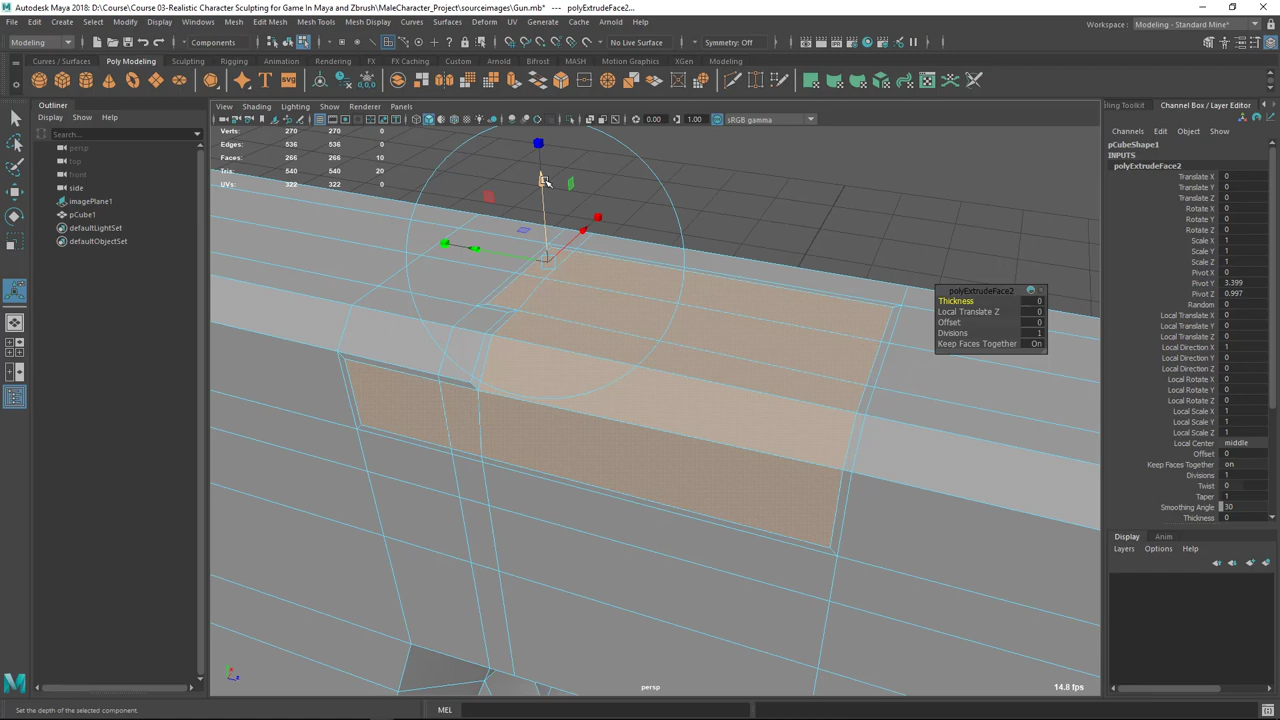 Autodesk Maya 2018: D:\Course\Course 03-Realistic Character Sculpting for Game In Maya and Zbrush\MaleCharacter_Project\sourceimages\Gun.mb* --- polyExtrudeFace2...
File Edit Create Select Modify Display Windows Mesh Edit Mesh Mesh Tools Mesh Display Curves Surfaces Deform UV Generate Cache Arnold Help
Workspace : Modeling - Standard Mine*
Modeling Components No Live Surface Symmetry: Off
Curves / Surfaces Poly Modeling Sculpting Rigging Animation Rendering FX FX Caching Custom Arnold Bifrost MASH Motion Graphics XGen Modeling
SVG
0,0,0
Outliner
Display Show Help
Search...
persp
top
front
side
imagePlane1
pCube1
defaultLightSet
defaultObjectSet
View Shading Lighting Show Renderer Panels
0.00 1.00 sRGB gamma
Verts: 270 270 0
Edges: 536 536 0
Faces: 266 266 10
Tris: 540 540 20
UVs: 322 322 0
polyExtrudeFace2
Thickness 0
Local Translate Z 0
Offset 0
Divisions 1
Keep Faces Together On
persp
14.8 fps
ling Toolkit Channel Box / Layer Editor
Channels Edit Object Show
pCubeShape1
INPUTS
polyExtrudeFace2
Translate X 0
Translate Y 0
Translate Z 0
Rotate X 0
Rotate Y 0
Rotate Z 0
Scale X 1
Scale Y 1
Scale Z 1
Pivot X 0
Pivot Y 3.399
Pivot Z 0.997
Random 0
Local Translate X 0
Local Translate Y 0
Local Translate Z 0
Local Direction X 1
Local Direction Y 0
Local Direction Z 0
Local Rotate X 0
Local Rotate Y 0
Local Rotate Z 0
Local Scale X 1
Local Scale Y 1
Local Scale Z 1
Local Center middle
Offset 0
Keep Faces Together on
Divisions 1
Twist 0
Taper 1
Smoothing Angle 30
Thickness 0
Display Anim
Layers Options Help
Set the depth of the selected component.
MEL